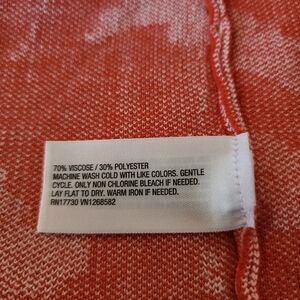 70% VISCOSE / 30% POLYESTER
MACHINE WASH COLD WITH LIKE COLORS. GENTLE
CYCLE. ONLY NON CHLORINE BLEACH IF NEEDED.
LAY FLAT TO DRY. WARM IRON IF NEEDED.
RN17730 VN1268582